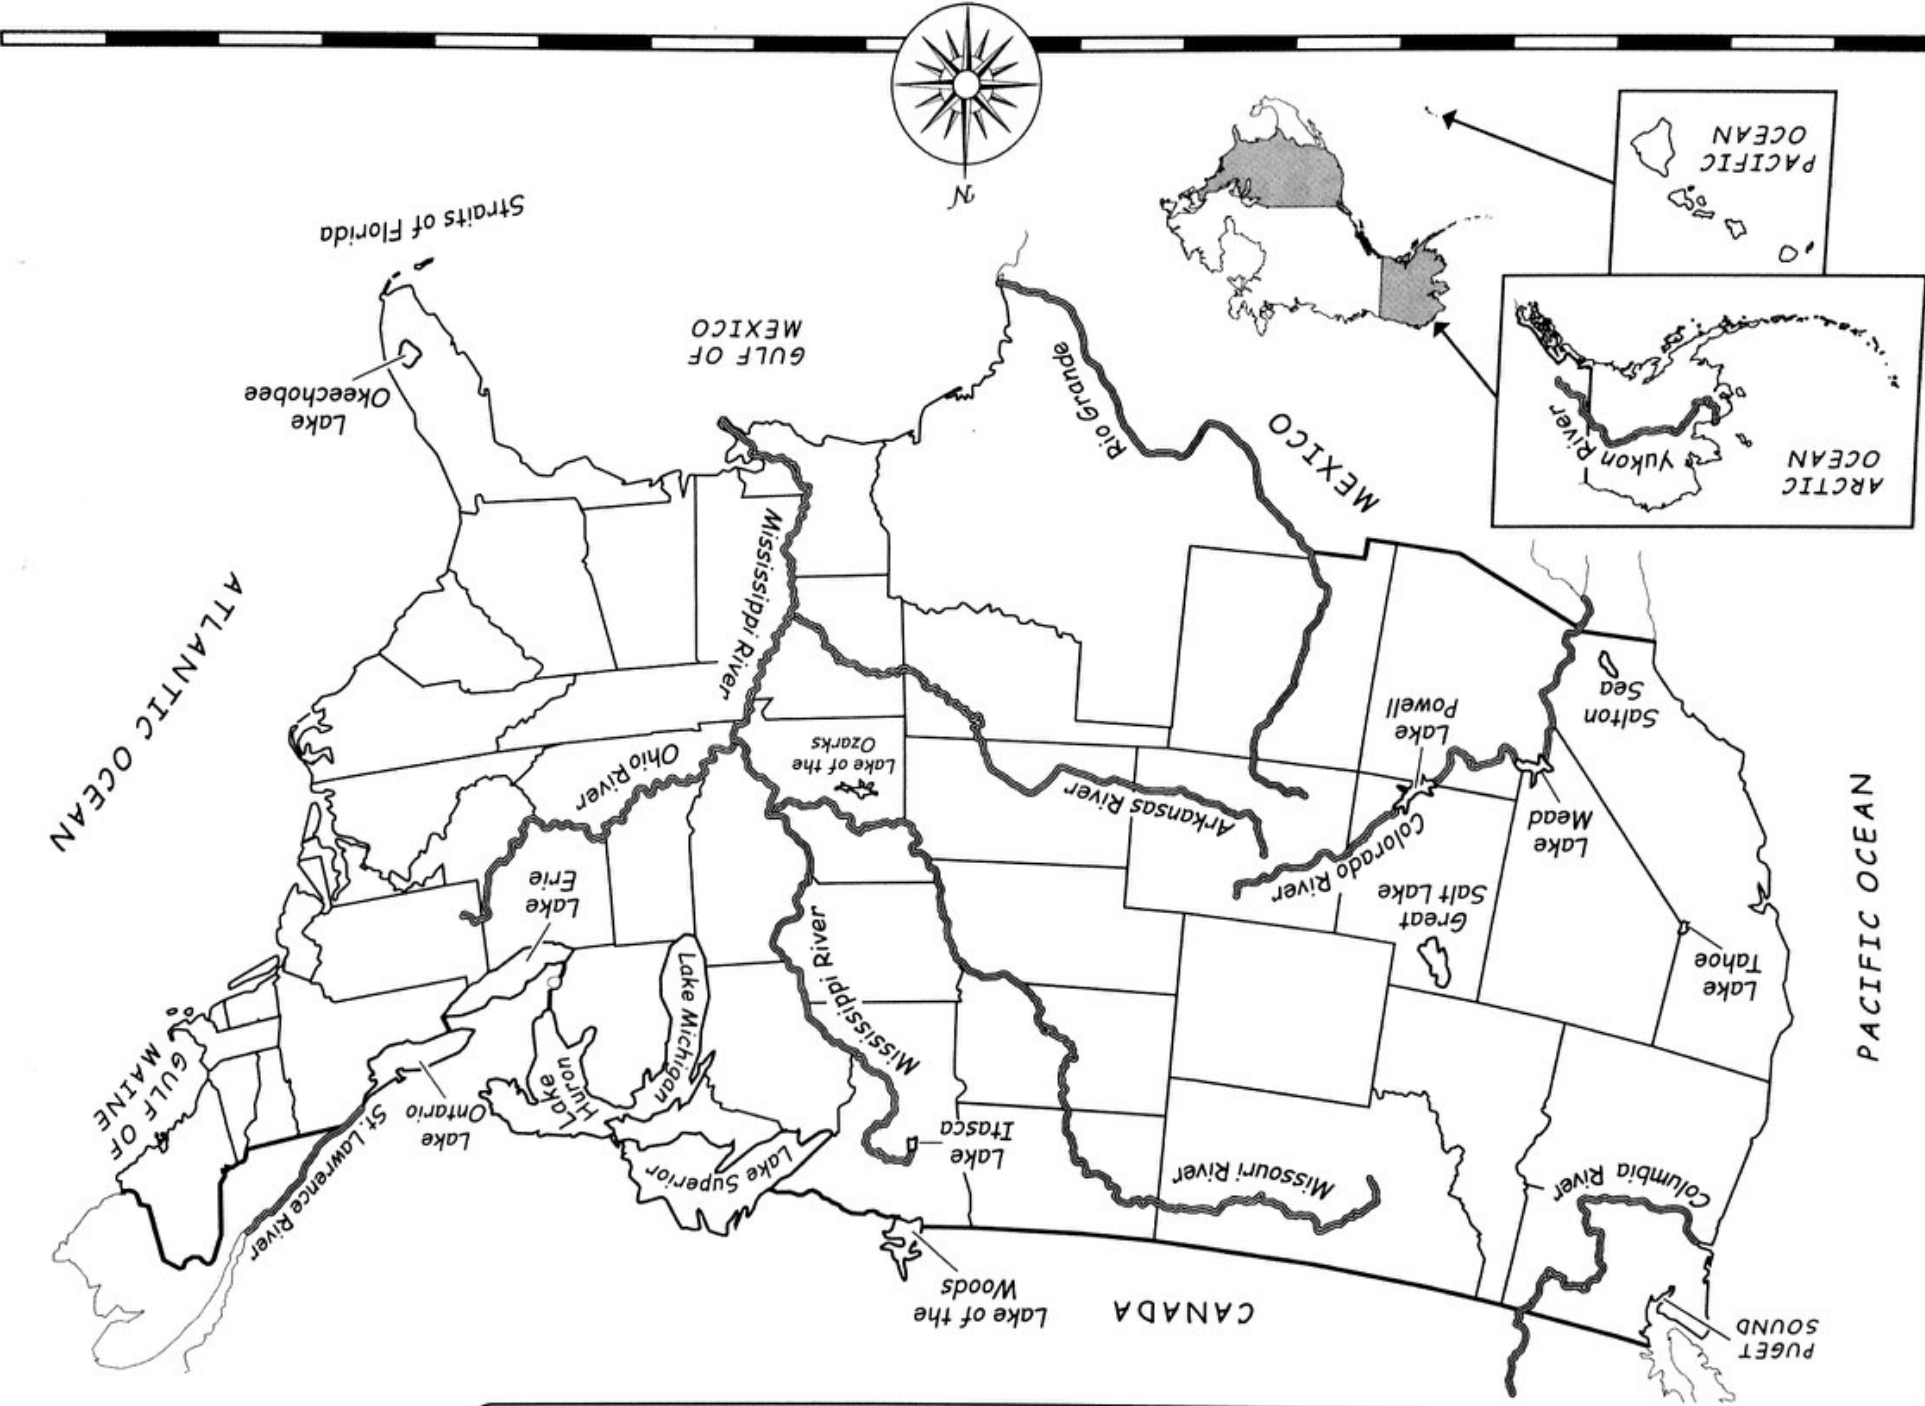 PUGET
SOUND
Columbia River
Missouri River
CANADA
Lake of the
Woods
Lake
Itasca
Lake Superior
Lake
Huron
Lake Michigan
Lake
Ontario
St. Lawrence River
GULF OF
MAINE
Lake
Tahoe
Great
Salt Lake
Mississippi River
Lake
Erie
PACIFIC OCEAN
Lake
Mead
Colorado River
Arkansas River
Lake of the
Ozarks
Ohio River
Lake
Powell
Salton
Sea
Mississippi River
ATLANTIC OCEAN
ARCTIC
OCEAN
Yukon River
MEXICO
Rio Grande
GULF OF
MEXICO
Lake
Okeechobee
Straits of Florida
PACIFIC
OCEAN
N